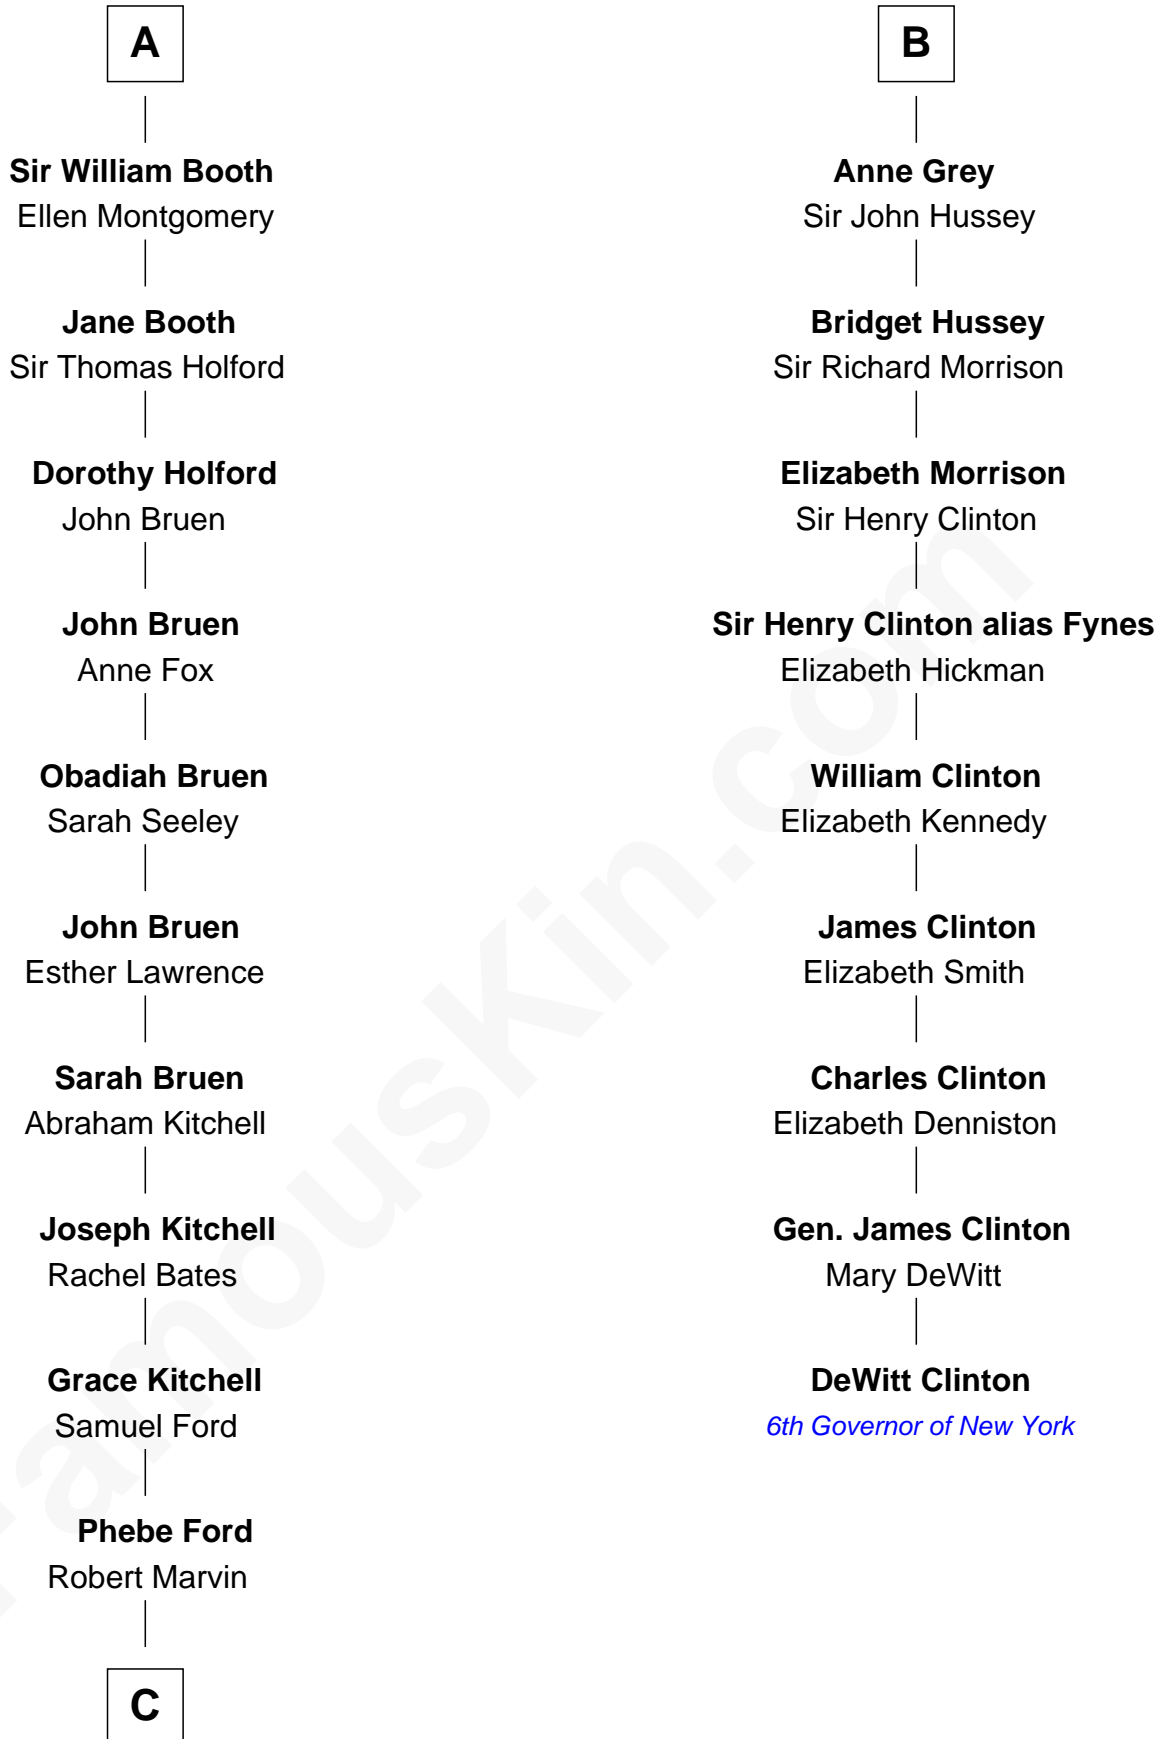 A
Sir William Booth
Ellen Montgomery
Jane Booth
Sir Thomas Holford
Dorothy Holford
John Bruen
John Bruen
Anne Fox
Obadiah Bruen
Sarah Seeley
John Bruen
Esther Lawrence
Sarah Bruen
Abraham Kitchell
Joseph Kitchell
Rachel Bates
Grace Kitchell
Samuel Ford
Phebe Ford
Robert Marvin
C
B
Anne Grey
Sir John Hussey
Bridget Hussey
Sir Richard Morrison
Elizabeth Morrison
Sir Henry Clinton
Sir Henry Clinton alias Fynes
Elizabeth Hickman
William Clinton
Elizabeth Kennedy
James Clinton
Elizabeth Smith
Charles Clinton
Elizabeth Denniston
Gen. James Clinton
Mary DeWitt
DeWitt Clinton
6th Governor of New York
FamousKin.com